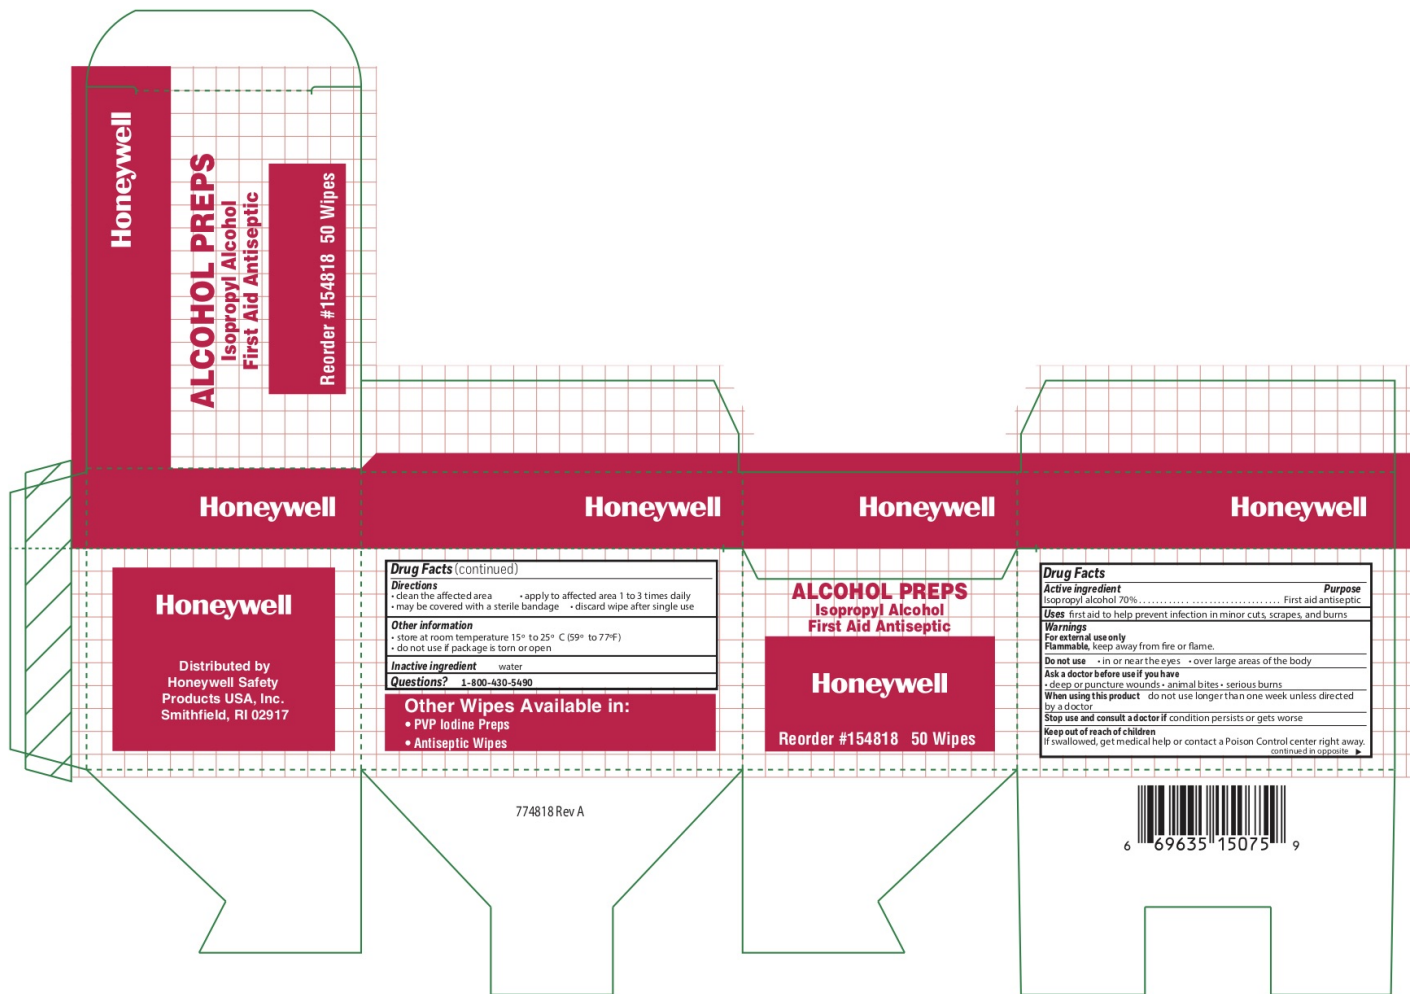 Honeywell
ALCOHOL PREPS
Isopropyl Alcohol
First Aid Antiseptic
Reorder #154818 50 Wipes
Honeywell
Honeywell
Honeywell
Honeywell
Honeywell
Distributed by
Honeywell Safety
Products USA, Inc.
Smithfield, RI 02917
Drug Facts (continued)
Directions
• clean the affected area • apply to affected area 1 to 3 times daily
• may be covered with a sterile bandage • discard wipe after single use
Other information
• store at room temperature 15º to 25º C (59º to 77ºF)
• do not use if package is torn or open
Inactive ingredient water
Questions? 1-800-430-5490
Other Wipes Available in:
• PVP Iodine Preps
• Antiseptic Wipes
774818 Rev A
ALCOHOL PREPS
Isopropyl Alcohol
First Aid Antiseptic
Honeywell
Reorder #154818 50 Wipes
Drug Facts
Active ingredient Purpose
Isopropyl alcohol 70%.................................... First aid antiseptic
Uses first aid to help prevent infection in minor cuts, scrapes, and burns
Warnings
For external use only
Flammable, keep away from fire or flame.
Do not use • in or near the eyes • over large areas of the body
Ask a doctor before use if you have
• deep or puncture wounds • animal bites • serious burns
When using this product do not use longer than one week unless directed
by a doctor
Stop use and consult a doctor if condition persists or gets worse
Keep out of reach of children
If swallowed, get medical help or contact a Poison Control center right away.
continued in opposite ▶
6 69635 15075 9